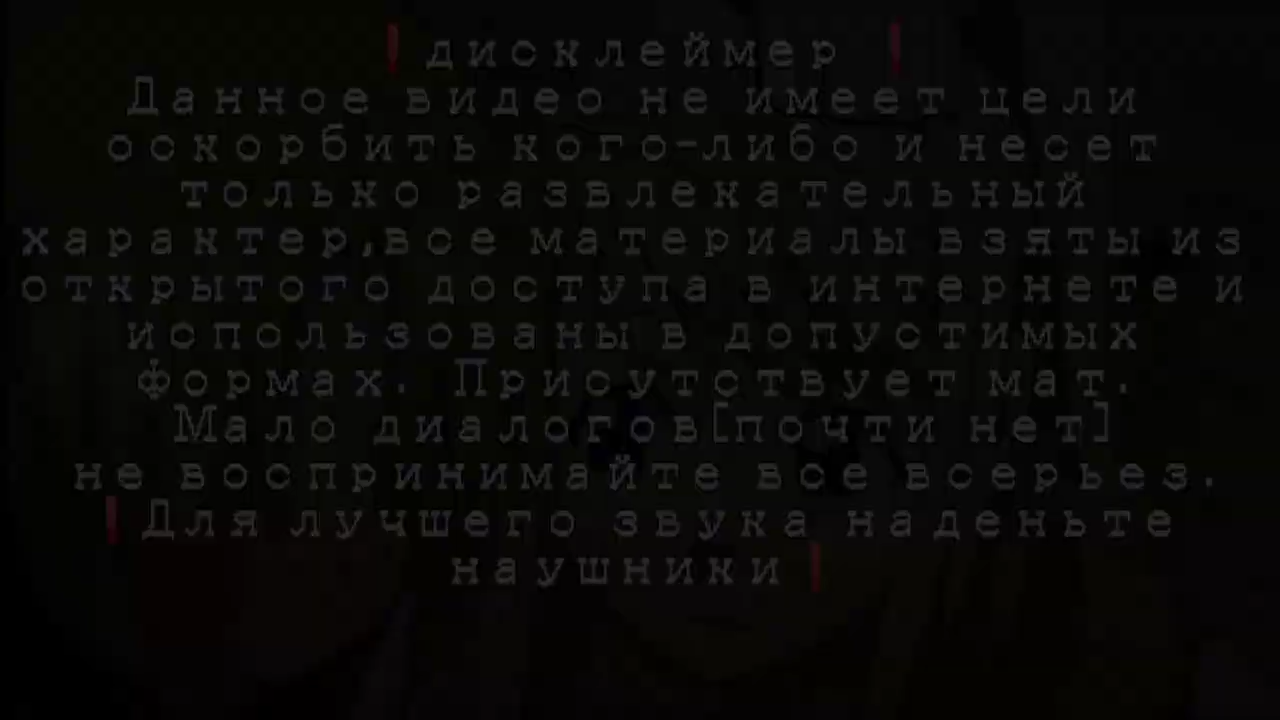 ❗дисклеймер ❗
Данное видео не имеет цели
оскорбить кого-либо и несет
только развлекательный
характер,все материалы взяты из
открытого доступа в интернете и
использованы в допустимых
формах. Присутствует мат.
Мало диалогов[почти нет]
не воспринимайте все всерьез.
❗Для лучшего звука наденьте
наушники❗